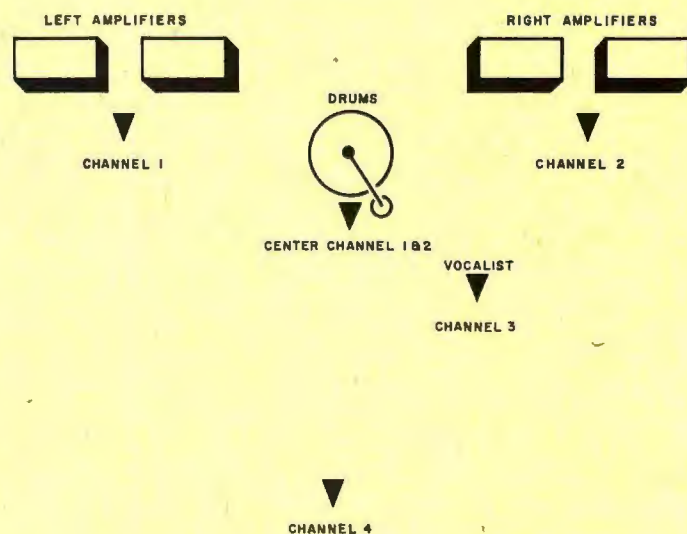 LEFT AMPLIFIERS
RIGHT AMPLIFIERS
DRUMS
CHANNEL 1
CHANNEL 2
CENTER CHANNEL 1&2
VOCALIST
CHANNEL 3
CHANNEL 4